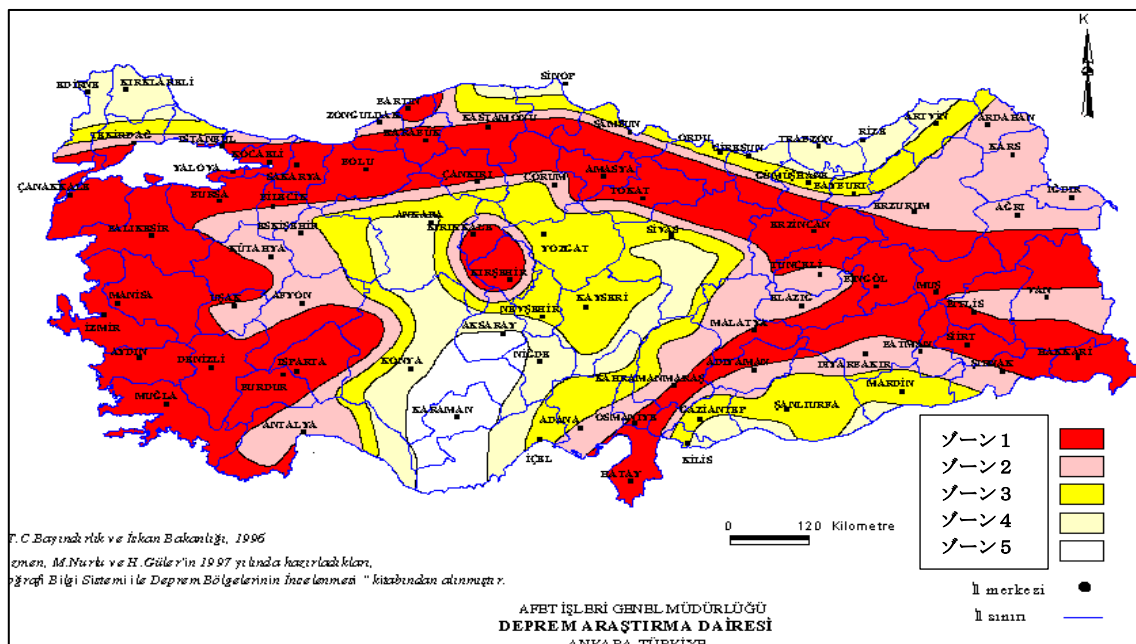 K
SİNOP
EDİRNE
KIRKLARELİ
BARTIN
ZONGULDAK
KASTAMONU
KARABÜK
SAMSUN
ARTVİN
ARDAHAN
TEKİRDAĞ
İSTANBUL
KOCAELİ
ORDU
GİRESUN
TRABZON
RİZE
KARS
YALOVA
SAKARYA
BOLU
ÇANKIRI
ÇORUM
AMASYA
TOKAT
GÜMÜŞHANE
BAYBURT
ÇANAKKALE
BURSA
BİLECİK
ERZURUM
AĞRI
IĞDIR
BALIKESİR
ESKİŞEHİR
ANKARA
KIRIKKALE
YOZGAT
SİVAS
ERZİNCAN
KÜTAHYA
KIRŞEHİR
TUNCELİ
BİNGÖL
MUŞ
MANİSA
UŞAK
AFYON
NEVŞEHİR
KAYSERİ
ELAZIĞ
BİTLİS
VAN
İZMİR
AKSARAY
MALATYA
AYDIN
DENİZLİ
ISPARTA
KONYA
NİĞDE
KAHRAMANMARAŞ
ADIYAMAN
DİYARBAKIR
BATMAN
SİİRT
ŞIRNAK
HAKKARİ
BURDUR
MUĞLA
KARAMAN
ADANA
OSMANİYE
GAZİANTEP
ŞANLIURFA
MARDİN
ANTALYA
İÇEL
HATAY
KİLİS
ゾーン1
ゾーン2
ゾーン3
ゾーン4
ゾーン5
0 120 Kilometre
T.C.Bayındırlık ve İskan Bakanlığı, 1996
zmen, M.Nurlu ve H.Güler'in 1997 yılında hazırladıkları,
oğrafi Bilgi Sistemi ile Deprem Bölgelerinin İncelenmesi " kitabından alınmıştır.
İl merkezi
İl sınırı
AFET İŞLERİ GENEL MÜDÜRLÜĞÜ
DEPREM ARAŞTIRMA DAİRESİ
ANKARA TÜRKİYE